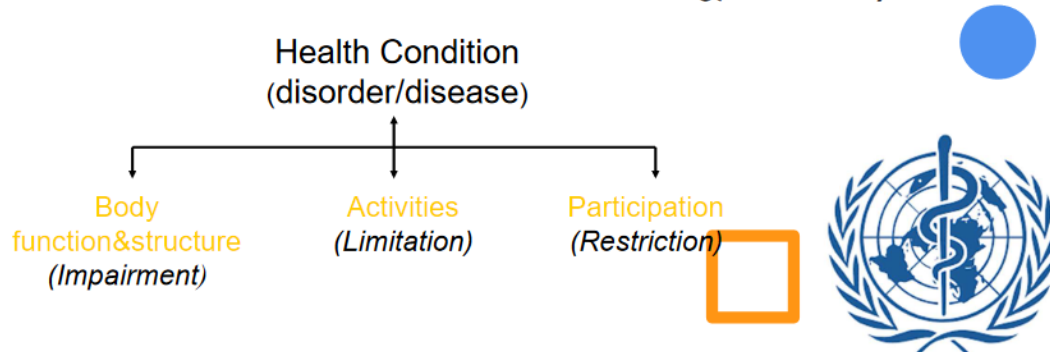 Health Condition
(disorder/disease)
Body
function&structure
(Impairment)
Activities
(Limitation)
Participation
(Restriction)